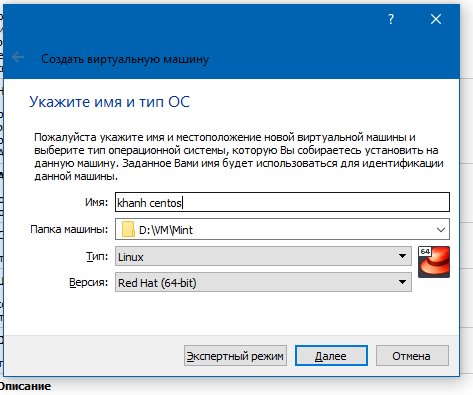 ?
Создать виртуальную машину
Укажите имя и тип ОС
Пожалуйста укажите имя и местоположение новой виртуальной машины и
выберите тип операционной системы, которую Вы собираетесь установить на
данную машину. Заданное Вами имя будет использоваться для идентификации
данной машины.
Имя: khanh centos
Папка машины: D:\VM\Mint
Тип: Linux
64
Версия: Red Hat (64-bit)
Экспертный режим Далее Отмена
Описание